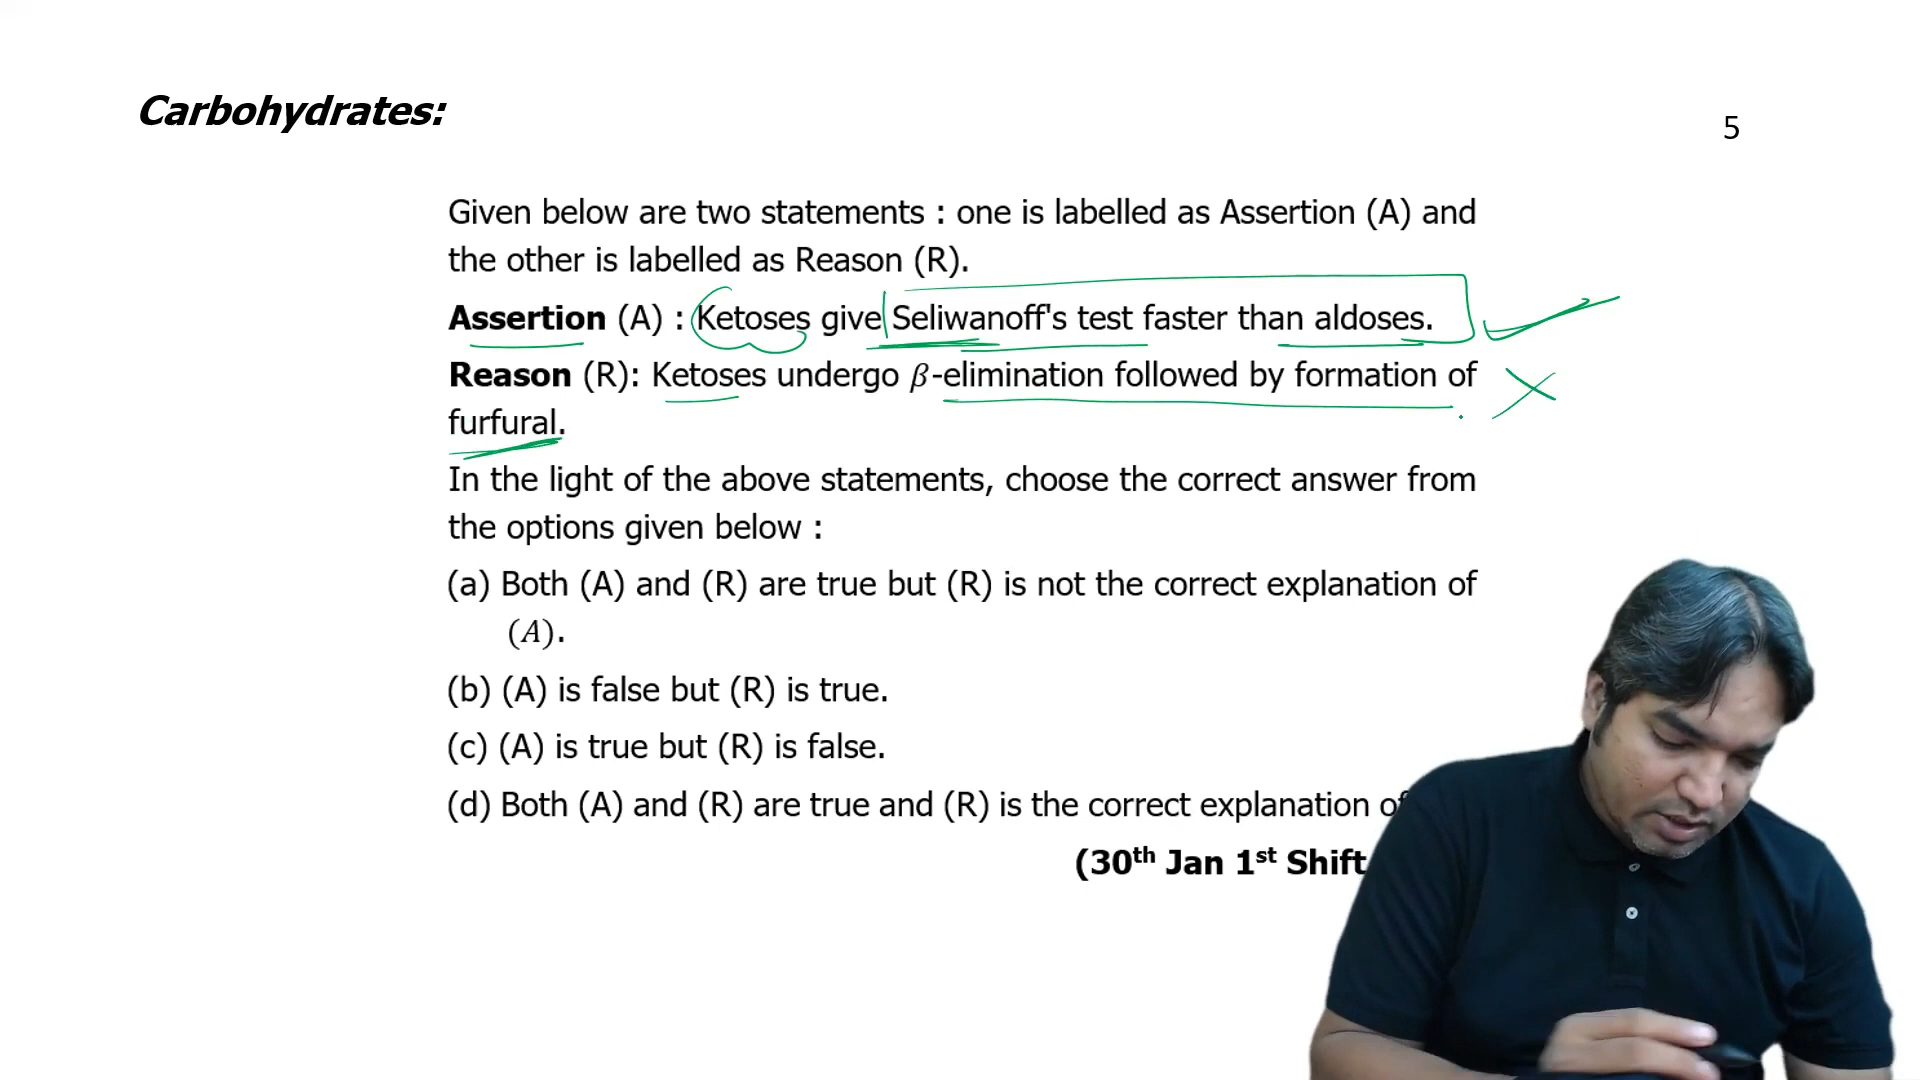 Carbohydrates:
5
Given below are two statements : one is labelled as Assertion (A) and
the other is labelled as Reason (R).
Assertion (A) : Ketoses give Seliwanoff's test faster than aldoses.
Reason (R): Ketoses undergo β-elimination followed by formation of
furfural.
In the light of the above statements, choose the correct answer from
the options given below :
(a) Both (A) and (R) are true but (R) is not the correct explanation of
(A).
(b) (A) is false but (R) is true.
(c) (A) is true but (R) is false.
(d) Both (A) and (R) are true and (R) is the correct explanation of
(30th Jan 1st Shift